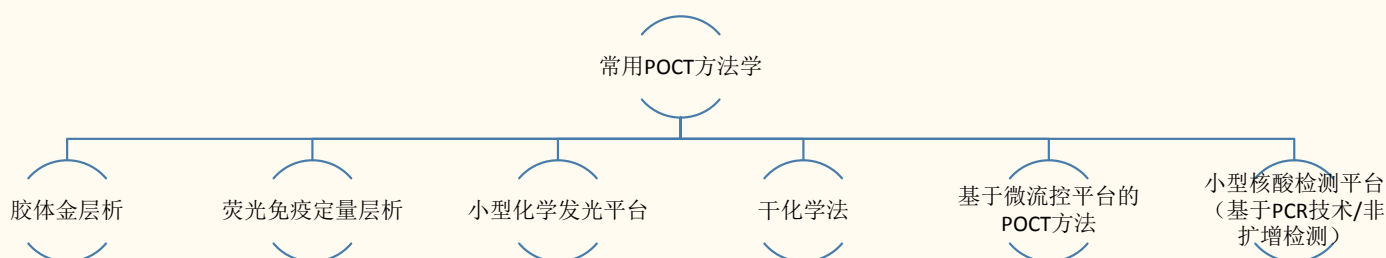 常用POCT方法学
胶体金层析
荧光免疫定量层析
小型化学发光平台
干化学法
基于微流控平台的
POCT方法
小型核酸检测平台
（基于PCR技术/非
扩增检测）